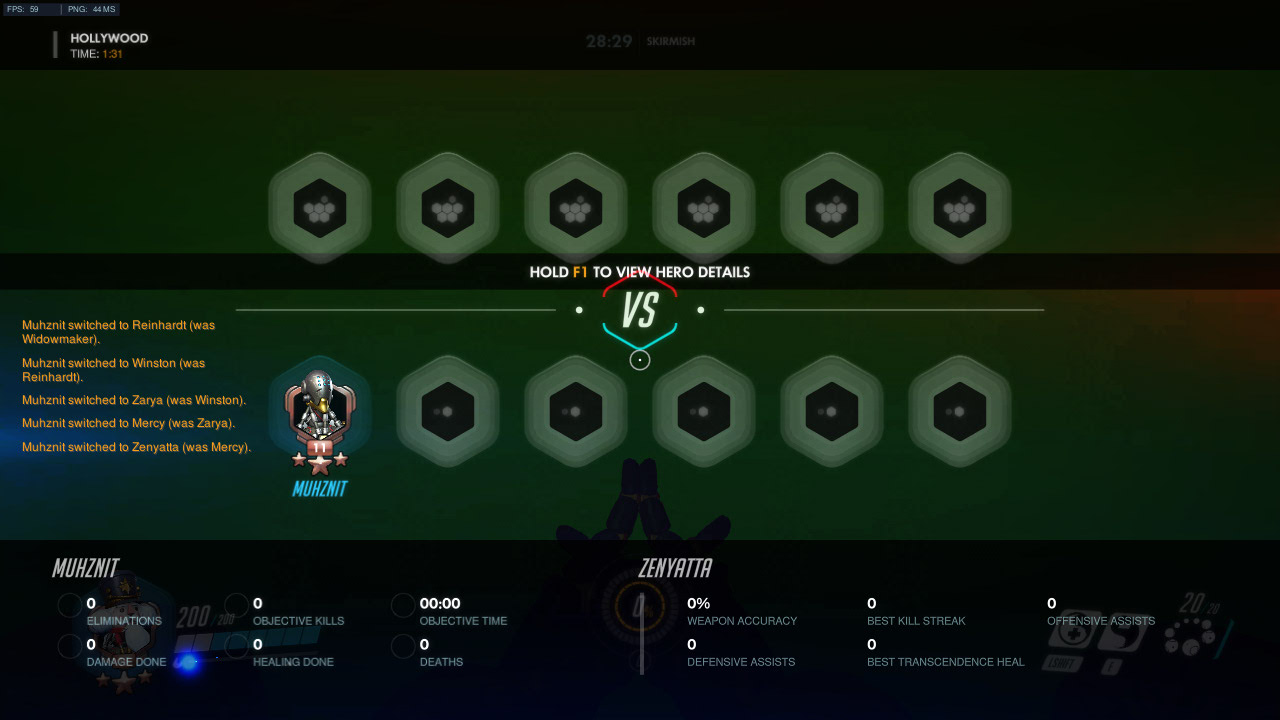 FPS: 59 | PNG: 44 MS
HOLLYWOOD
TIME: 1:31
28:29 | SKIRMISH
HOLD F1 TO VIEW HERO DETAILS
VS
Muhznit switched to Reinhardt (was
Widowmaker).
Muhznit switched to Winston (was
Reinhardt).
Muhznit switched to Zarya (was Winston).
Muhznit switched to Mercy (was Zarya).
Muhznit switched to Zenyatta (was Mercy).
11
MUHZNIT
MUHZNIT
0
ELIMINATIONS
0
OBJECTIVE KILLS
00:00
OBJECTIVE TIME
0
DAMAGE DONE
0
HEALING DONE
0
DEATHS
200/200
ZENYATTA
0%
WEAPON ACCURACY
0
BEST KILL STREAK
0
OFFENSIVE ASSISTS
0
DEFENSIVE ASSISTS
0
BEST TRANSCENDENCE HEAL
20/20
LSHIFT
E